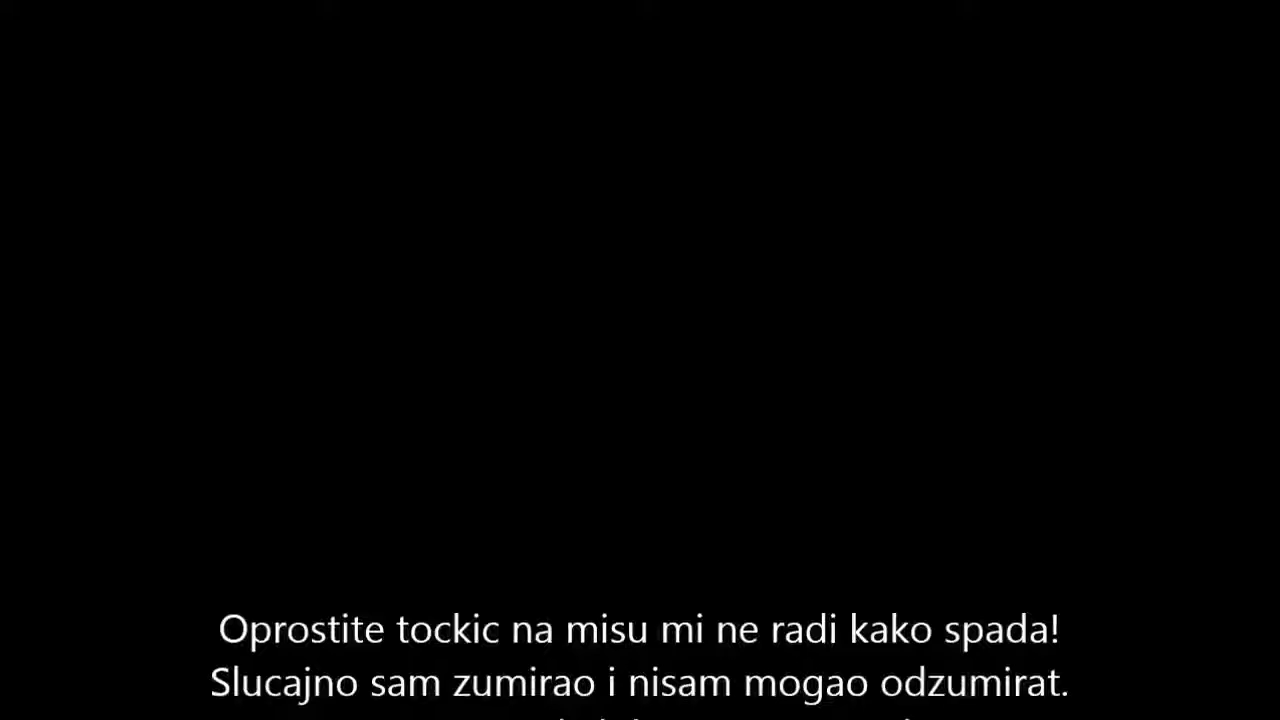 Oprostite tockic na misu mi ne radi kako spada!
Slucajno sam zumirao i nisam mogao odzumirat.